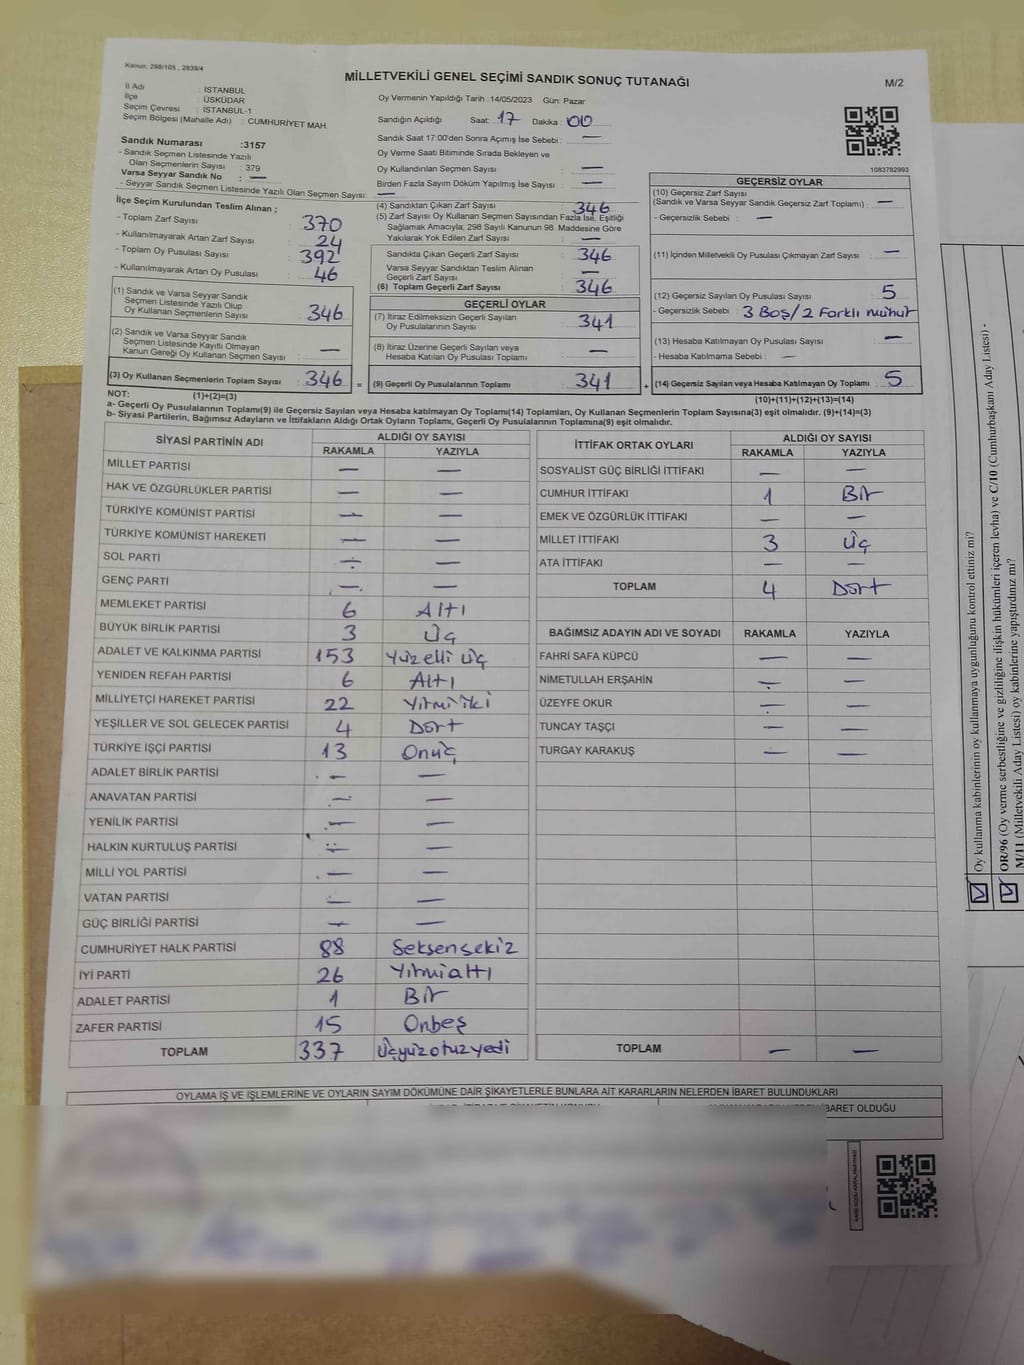 Kanun: 298/105 , 2839/4
MİLLETVEKİLİ GENEL SEÇİMİ SANDIK SONUÇ TUTANAĞI
M/2
İl Adı : İSTANBUL
İlçe : ÜSKÜDAR
Seçim Çevresi : İSTANBUL-1
Seçim Bölgesi (Mahalle Adı) : CUMHURİYET MAH.
Sandık Numarası :3157
- Sandık Seçmen Listesinde Yazılı
Olan Seçmenlerin Sayısı : 379
Varsa Seyyar Sandık No : —
- Seyyar Sandık Seçmen Listesinde Yazılı Olan Seçmen Sayısı: —
Oy Vermenin Yapıldığı Tarih :14/05/2023 Gün: Pazar
Sandığın Açıldığı Saat: 17 Dakika : 00
Sandık Saat 17:00'den Sonra Açımış İse Sebebi : —
Oy Verme Saati Bitiminde Sırada Bekleyen ve
Oy Kullandırılan Seçmen Sayısı : —
Birden Fazla Sayım Döküm Yapılmış İse Sayısı : —
1083782993
İlçe Seçim Kurulundan Teslim Alınan ;
- Toplam Zarf Sayısı : 370
- Kullanılmayarak Artan Zarf Sayısı : 24
- Toplam Oy Pusulası Sayısı : 392
- Kullanılmayarak Artan Oy Pusulası : 46
(1) Sandık ve Varsa Seyyar Sandık
Seçmen Listesinde Yazılı Olup
Oy Kullanan Seçmenlerin Sayısı : 346
(2) Sandık ve Varsa Seyyar Sandık
Seçmen Listesinde Kayıtlı Olmayan
Kanun Gereği Oy Kullanan Seçmen Sayısı : —
(3) Oy Kullanan Seçmenlerin Toplam Sayısı : 346 =
(4) Sandıktan Çıkan Zarf Sayısı : 346
(5) Zarf Sayısı Oy Kullanan Seçmen Sayısından Fazla İse, Eşitliği
Sağlamak Amacıyla; 298 Sayılı Kanunun 98. Maddesine Göre
Yakılarak Yok Edilen Zarf Sayısı : —
Sandıkta Çıkan Geçerli Zarf Sayısı : 346
Varsa Seyyar Sandıktan Teslim Alınan
Geçerli Zarf Sayısı : —
(6) Toplam Geçerli Zarf Sayısı : 346
GEÇERLİ OYLAR
(7) İtiraz Edilmeksizin Geçerli Sayılan
Oy Pusulalarının Sayısı : 341
(8) İtiraz Üzerine Geçerli Sayılan veya
Hesaba Katılan Oy Pusulası Toplamı : —
(9) Geçerli Oy Pusulalarının Toplamı : 341 +
GEÇERSİZ OYLAR
(10) Geçersiz Zarf Sayısı
(Sandık ve Varsa Seyyar Sandık Geçersiz Zarf Toplamı) : —
- Geçersizlik Sebebi : —
(11) İçinden Milletvekili Oy Pusulası Çıkmayan Zarf Sayısı : —
(12) Geçersiz Sayılan Oy Pusulası Sayısı : 5
- Geçersizlik Sebebi : 3 Boş/2 Farklı mühür
(13) Hesaba Katılmayan Oy Pusulası Sayısı : —
- Hesaba Katılmama Sebebi : —
(14) Geçersiz Sayılan veya Hesaba Katılmayan Oy Toplamı : 5
NOT: (1)+(2)=(3)
(10)+(11)+(12)+(13)=(14)
a- Geçerli Oy Pusulalarının Toplamı(9) ile Geçersiz Sayılan veya Hesaba katılmayan Oy Toplamı(14) Toplamları, Oy Kullanan Seçmenlerin Toplam Sayısına(3) eşit olmalıdır. (9)+(14)=(3)
b- Siyasi Partilerin, Bağımsız Adayların ve İttifakların Aldığı Ortak Oyların Toplamı, Geçerli Oy Pusulalarının Toplamına(9) eşit olmalıdır.
SİYASİ PARTİNİN ADI ALDIĞI OY SAYISI
RAKAMLA YAZIYLA
MİLLET PARTİSİ — —
HAK VE ÖZGÜRLÜKLER PARTİSİ — —
TÜRKİYE KOMÜNİST PARTİSİ — —
TÜRKİYE KOMÜNİST HAREKETİ — —
SOL PARTİ — —
GENÇ PARTİ — —
MEMLEKET PARTİSİ 6 Altı
BÜYÜK BİRLİK PARTİSİ 3 Üç
ADALET VE KALKINMA PARTİSİ 153 Yüzelli üç
YENİDEN REFAH PARTİSİ 6 Altı
MİLLİYETÇİ HAREKET PARTİSİ 22 Yirmi iki
YEŞİLLER VE SOL GELECEK PARTİSİ 4 Dört
TÜRKİYE İŞÇİ PARTİSİ 13 Onüç
ADALET BİRLİK PARTİSİ — —
ANAVATAN PARTİSİ — —
YENİLİK PARTİSİ — —
HALKIN KURTULUŞ PARTİSİ — —
MİLLİ YOL PARTİSİ — —
VATAN PARTİSİ — —
GÜÇ BİRLİĞİ PARTİSİ — —
CUMHURİYET HALK PARTİSİ 88 Seksensekiz
İYİ PARTİ 26 Yirmialtı
ADALET PARTİSİ 1 Bir
ZAFER PARTİSİ 15 Onbeş
TOPLAM 337 Üçyüzotuzyedi
İTTİFAK ORTAK OYLARI ALDIĞI OY SAYISI
RAKAMLA YAZIYLA
SOSYALİST GÜÇ BİRLİĞİ İTTİFAKI — —
CUMHUR İTTİFAKI 1 Bir
EMEK VE ÖZGÜRLÜK İTTİFAKI — —
MİLLET İTTİFAKI 3 Üç
ATA İTTİFAKI — —
TOPLAM 4 Dört
BAĞIMSIZ ADAYIN ADI VE SOYADI RAKAMLA YAZIYLA
FAHRİ SAFA KÜPCÜ — —
NİMETULLAH ERŞAHİN — —
ÜZEYFE OKUR — —
TUNCAY TAŞÇI — —
TURGAY KARAKUŞ — —
TOPLAM — —
OYLAMA İŞ VE İŞLEMLERİNE VE OYLARIN SAYIM DÖKÜMÜNE DAİR ŞİKAYETLERLE BUNLARA AİT KARARLARIN NELERDEN İBARET BULUNDUKLARI
İBARET OLDUĞU
Oy kullanma kabinlerinin oy kullanmaya uygunluğunu kontrol ettiniz mi?
OR/96 (Oy verme serbestliğine ve gizliliğine ilişkin hükümleri içeren levha) ve C/10 (Cumhurbaşkanı Aday Listesi) -
M/11 (Milletvekili Aday Listesi) oy kabinlerine yapıştırdınız mı?